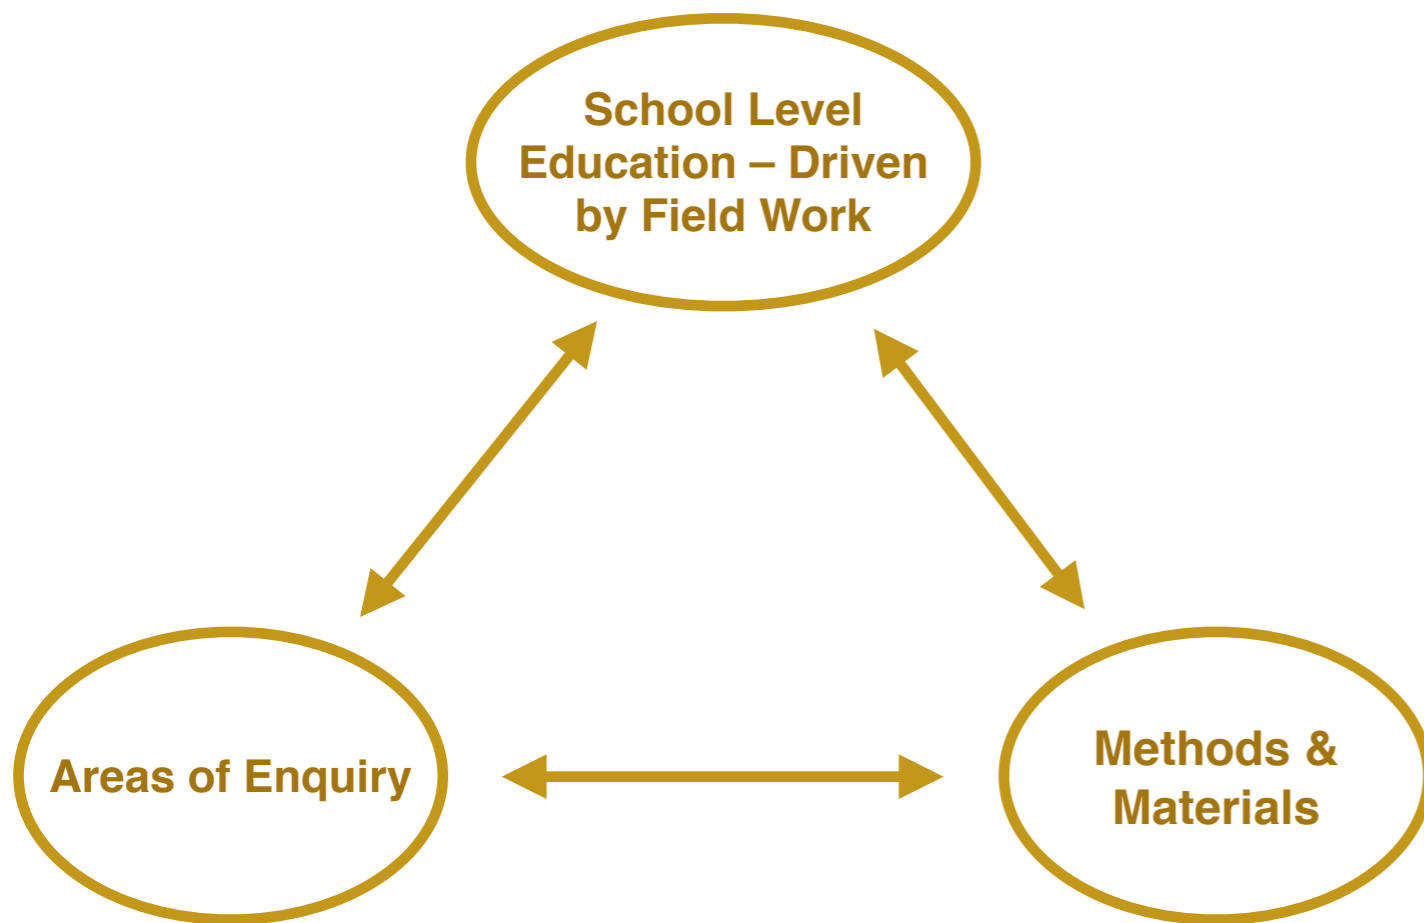 School Level
Education – Driven
by Field Work
Areas of Enquiry
Methods &
Materials